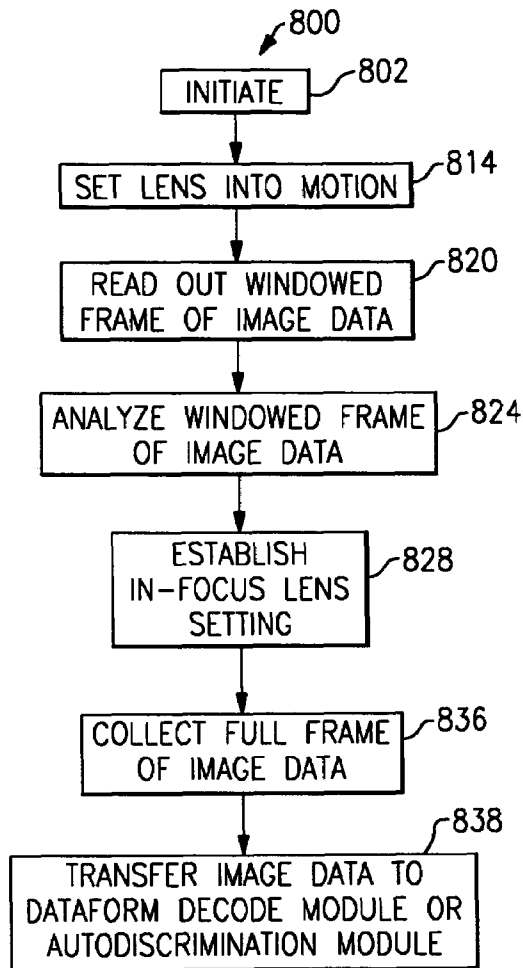 800
INITIATE
802
SET LENS INTO MOTION
814
READ OUT WINDOWED
FRAME OF IMAGE DATA
820
ANALYZE WINDOWED FRAME
OF IMAGE DATA
824
ESTABLISH
IN-FOCUS LENS
SETTING
828
COLLECT FULL FRAME
OF IMAGE DATA
836
TRANSFER IMAGE DATA TO
DATAFORM DECODE MODULE OR
AUTODISCRIMINATION MODULE
838